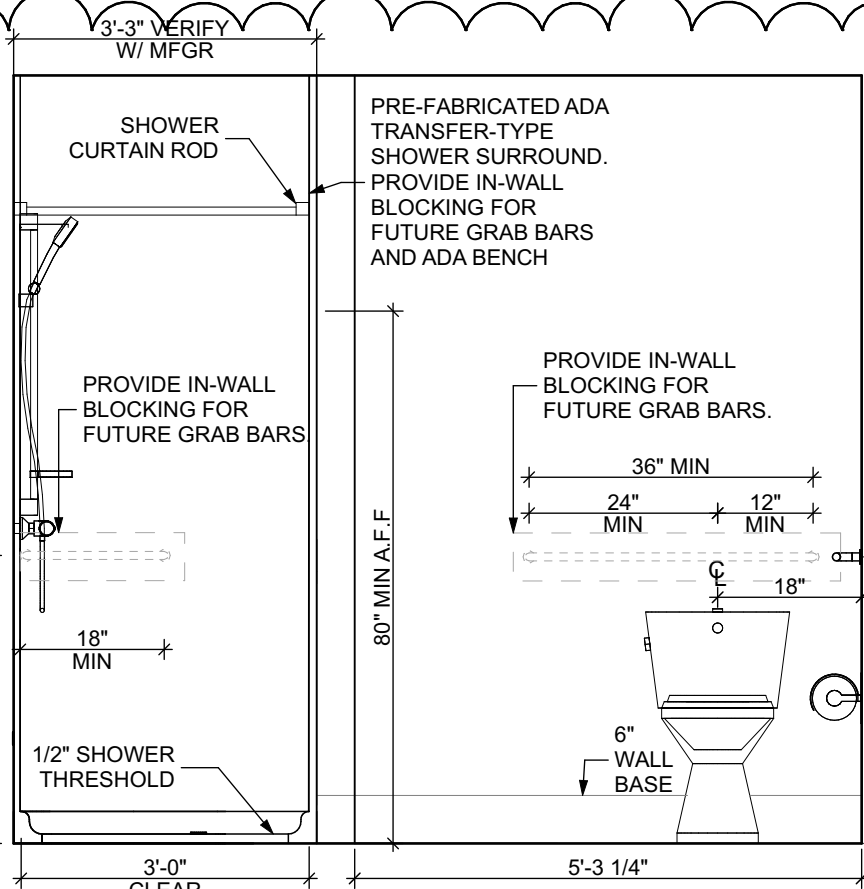 3'-3" VERIFY
W/ MFGR
SHOWER
CURTAIN ROD
PRE-FABRICATED ADA
TRANSFER-TYPE
SHOWER SURROUND.
PROVIDE IN-WALL
BLOCKING FOR
FUTURE GRAB BARS
AND ADA BENCH
PROVIDE IN-WALL
BLOCKING FOR
FUTURE GRAB BARS.
PROVIDE IN-WALL
BLOCKING FOR
FUTURE GRAB BARS.
36" MIN
24"
MIN
12"
MIN
80" MIN A.F.F
℄
18"
18"
MIN
1/2" SHOWER
THRESHOLD
6"
WALL
BASE
3'-0"
CLEAR
5'-3 1/4"